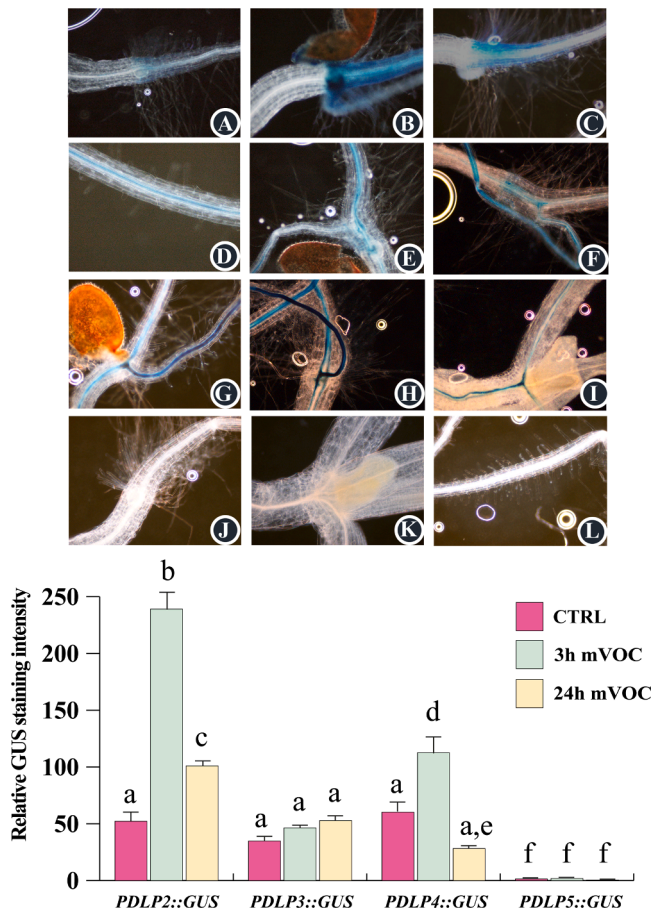 A
B
C
D
E
F
G
H
I
J
K
L
Relative GUS staining intensity
250
200
150
100
50
0
a
b
c
a
a
a
a
d
a,e
f
f
f
CTRL
3h mVOC
24h mVOC
PDLP2::GUS
PDLP3::GUS
PDLP4::GUS
PDLP5::GUS